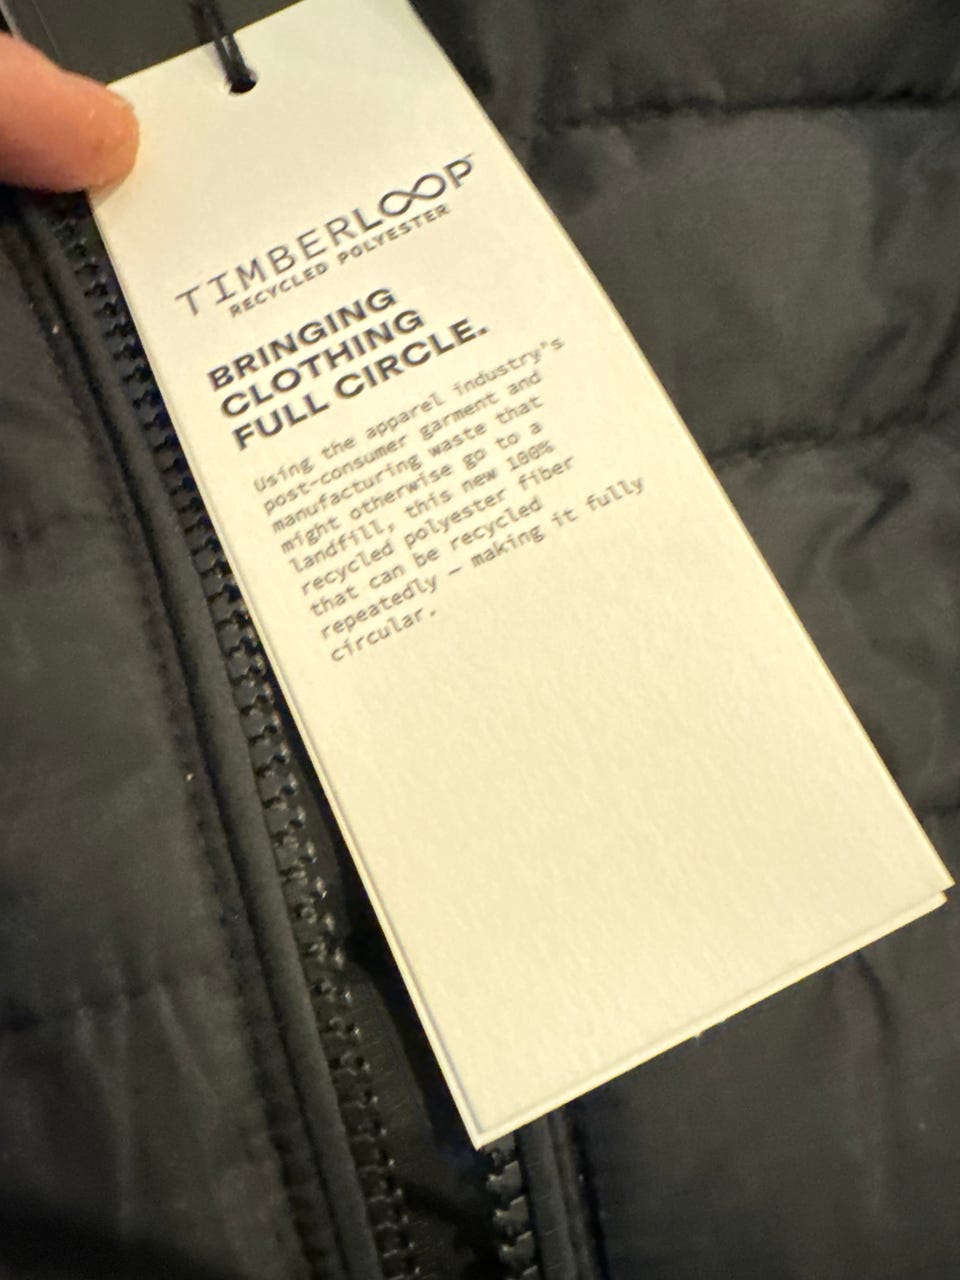 TIMBERLOOP™
RECYCLED POLYESTER
BRINGING
CLOTHING
FULL CIRCLE.
Using the apparel industry's
post-consumer garment and
manufacturing waste that
might otherwise go to a
landfill, this new 100%
recycled polyester fiber
that can be recycled
repeatedly – making it fully
circular.